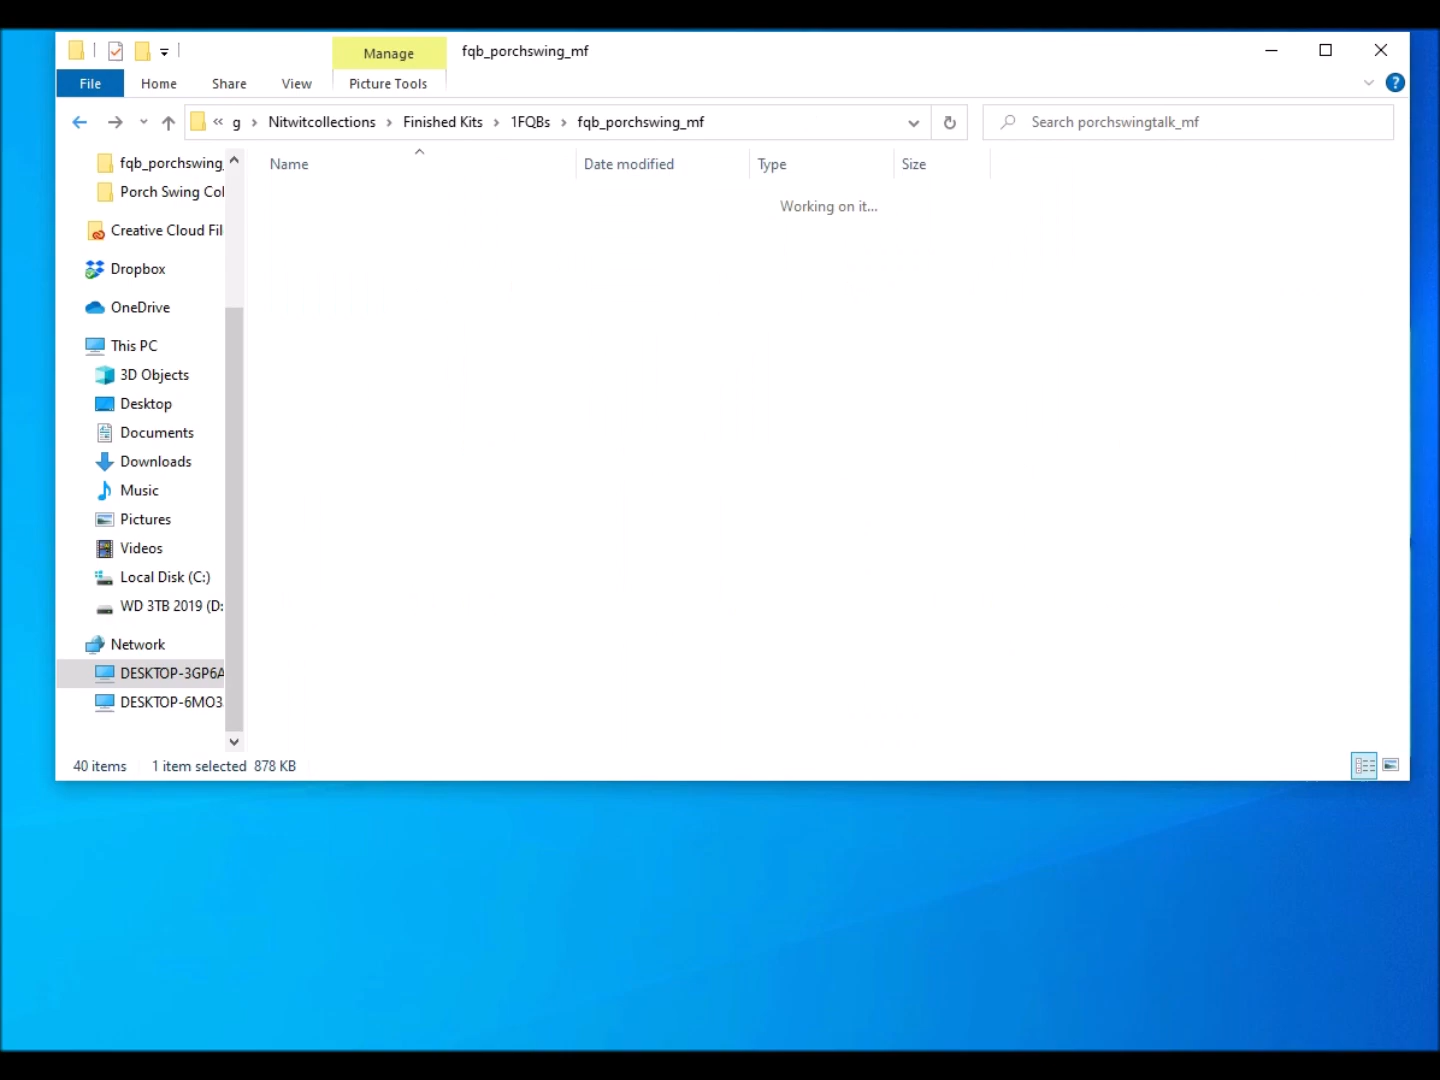 Manage
fqb_porchswing_mf
File
Home
Share
View
Picture Tools
?
« g > Nitwitcollections > Finished Kits > 1FQBs > fqb_porchswing_mf
Search porchswingtalk_mf
fqb_porchswing_
Porch Swing Col
Creative Cloud Fil
Dropbox
OneDrive
This PC
3D Objects
Desktop
Documents
Downloads
Music
Pictures
Videos
Local Disk (C:)
WD 3TB 2019 (D:
Network
DESKTOP-3GP6A
DESKTOP-6MO3
Name
Date modified
Type
Size
Working on it...
40 items
1 item selected 878 KB